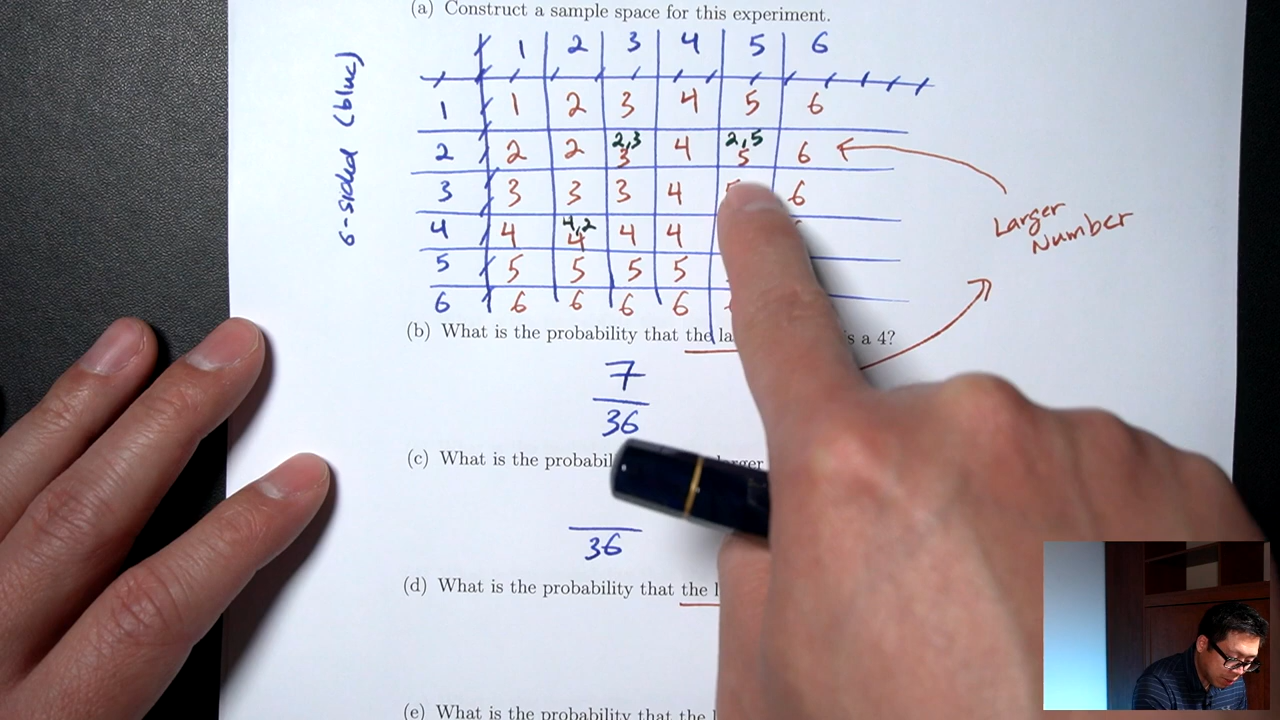 (a) Construct a sample space for this experiment.
1 2 3 4 5 6
6-sided (blue)
1 1 2 3 4 5 6
2,3 2,5
2 2 2 3 4 5 6
3 3 3 3 4 6
4,2
4 4 4 4 4
5 5 5 5 5
6 6 6 6 6
Larger
Number
(b) What is the probability that the a 4?
7
36
(c) What is the
36
(d) What is the probability that the
(e) What is the probability that the